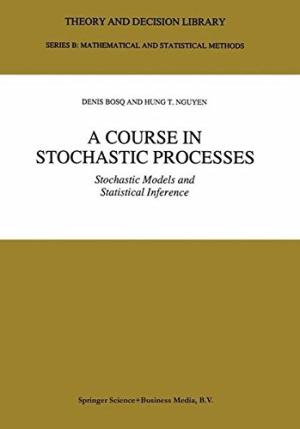 THEORY AND DECISION LIBRARY
SERIES B: MATHEMATICAL AND STATISTICAL METHODS
DENIS BOSQ AND HUNG T. NGUYEN
A COURSE IN
STOCHASTIC PROCESSES
Stochastic Models and
Statistical Inference
Springer Science+Business Media, B.V.